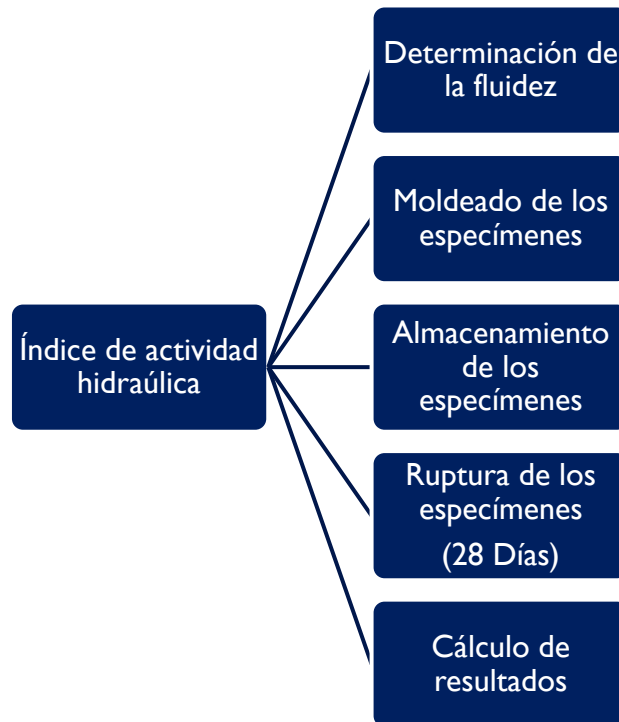 Determinación de
la fluidez
Moldeado de los
especímenes
Índice de actividad
hidraúlica
Almacenamiento
de los
especímenes
Ruptura de los
especímenes
(28 Días)
Cálculo de
resultados